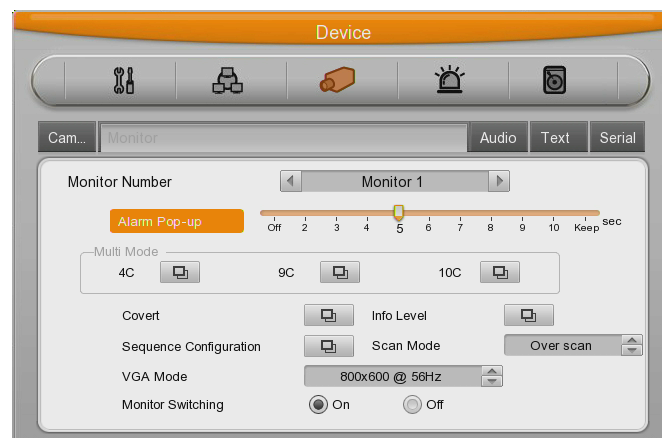 Device
Cam... Monitor Audio Text Serial
Monitor Number Monitor 1
Alarm Pop-up Off 2 3 4 5 6 7 8 9 10 Keep sec
Multi Mode
4C 9C 10C
Covert Info Level
Sequence Configuration Scan Mode Over scan
VGA Mode 800x600 @ 56Hz
Monitor Switching On Off